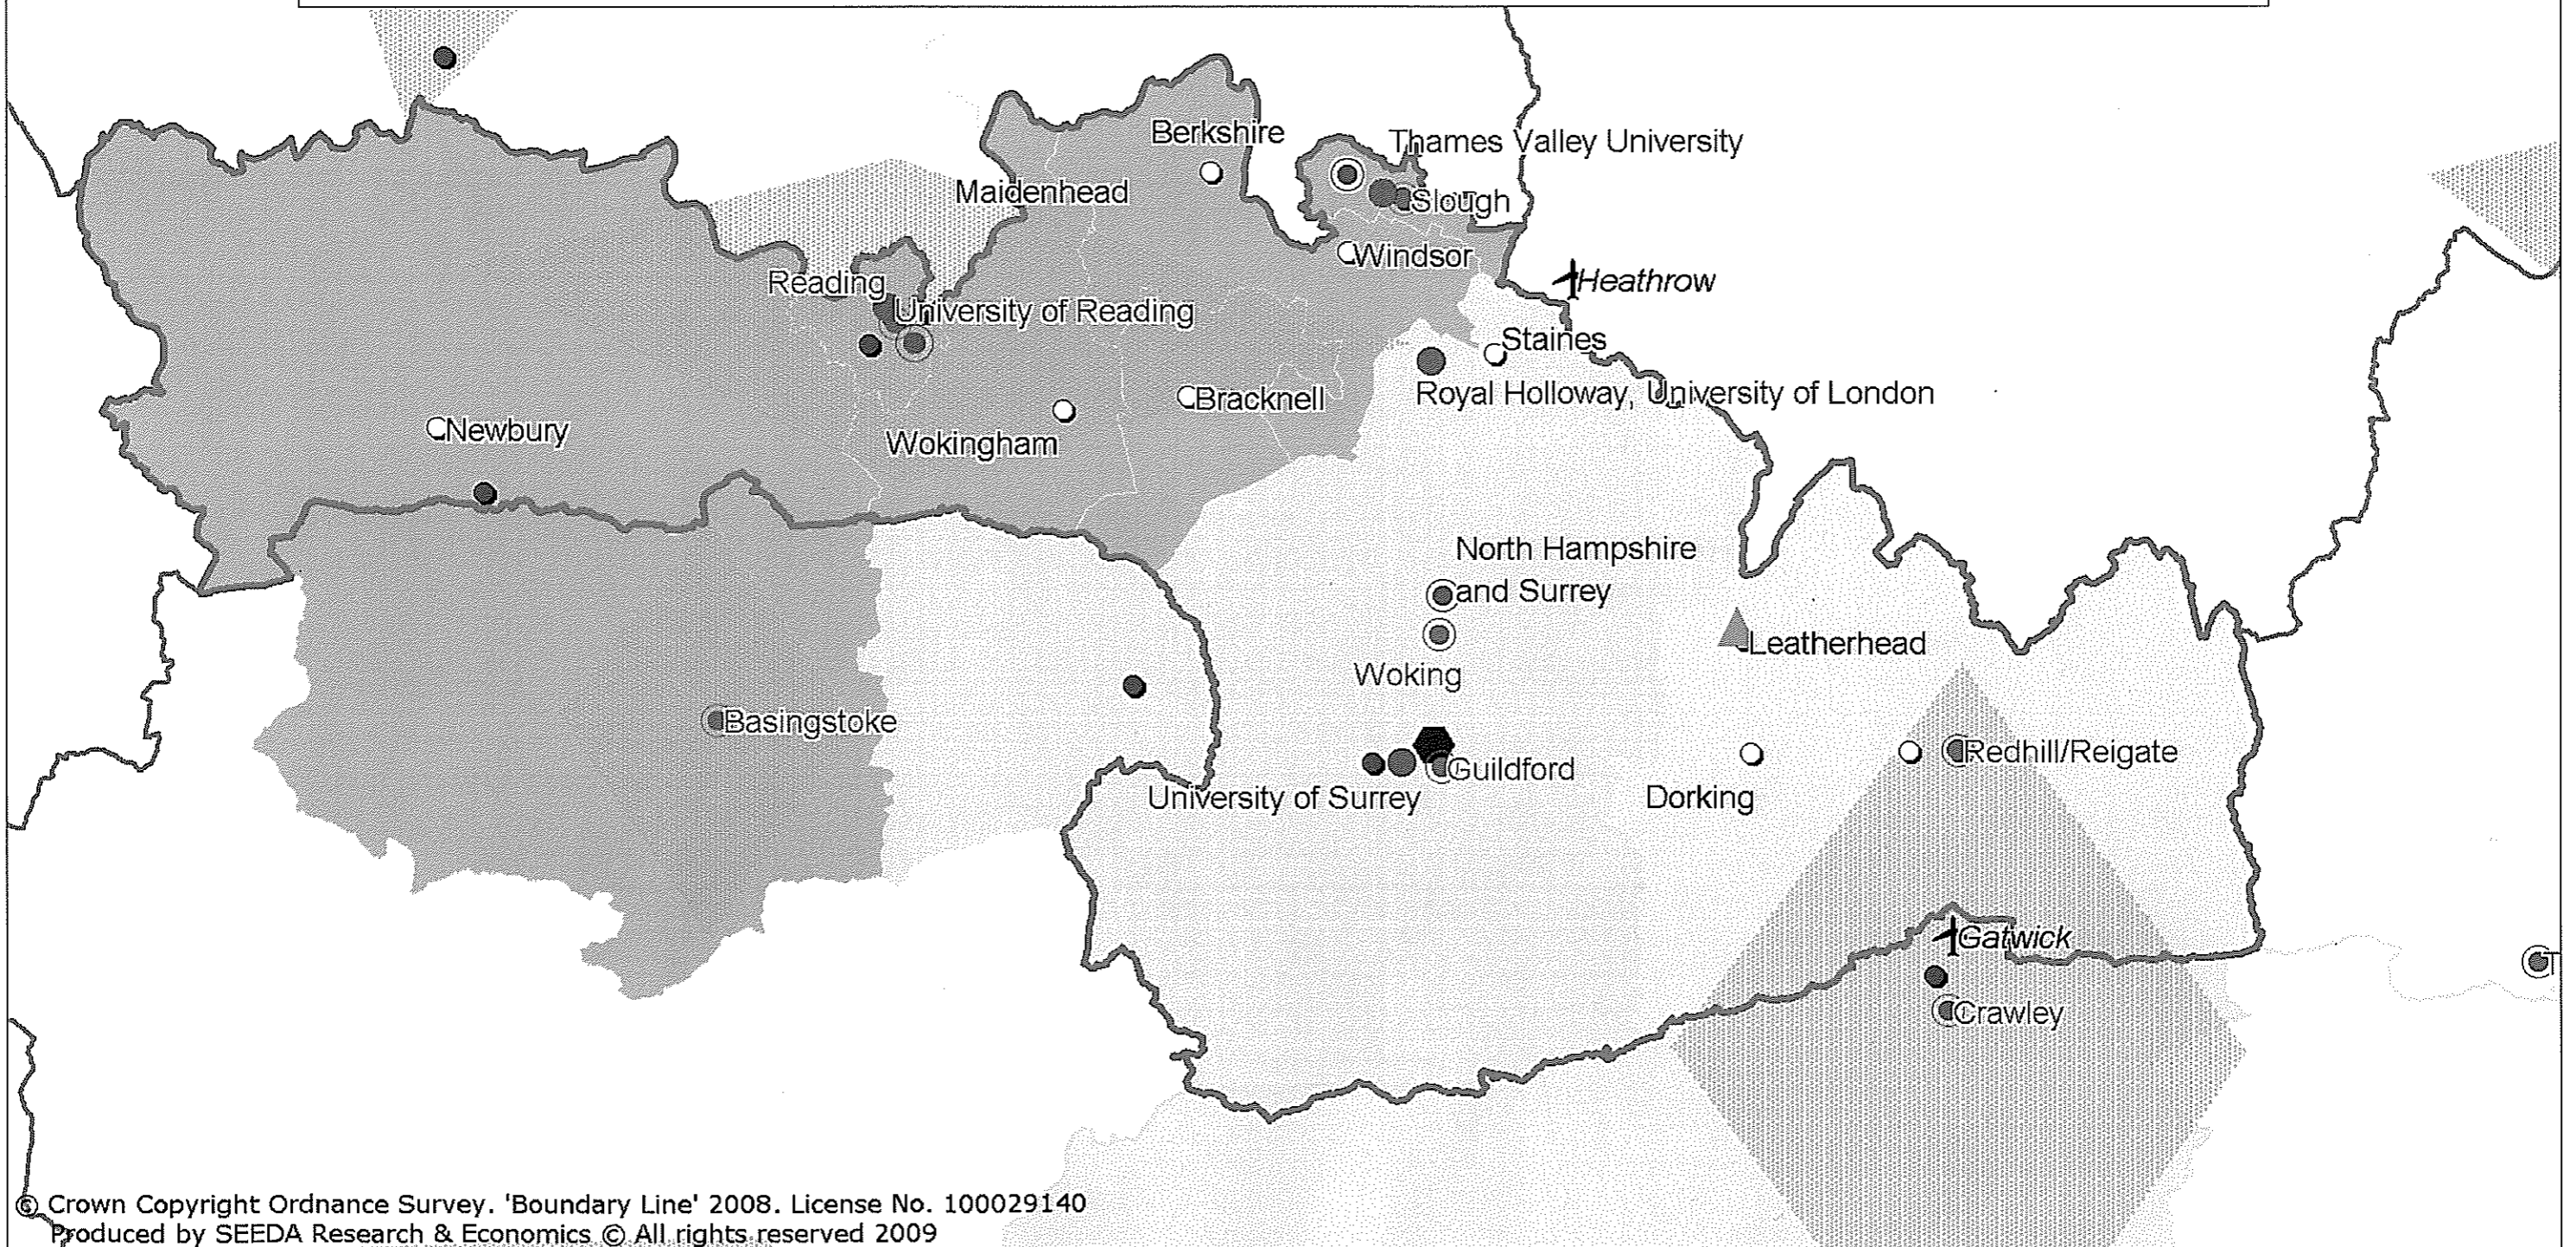 Berkshire
Thames Valley University
Maidenhead
Slough
Windsor
Reading
Heathrow
University of Reading
Staines
Royal Holloway, University of London
Bracknell
Newbury
Wokingham
North Hampshire
and Surrey
Leatherhead
Woking
Basingstoke
Redhill/Reigate
Guildford
University of Surrey
Dorking
Gatwick
T
Crawley
© Crown Copyright Ordnance Survey. 'Boundary Line' 2008. License No. 100029140
Produced by SEEDA Research & Economics © All rights reserved 2009